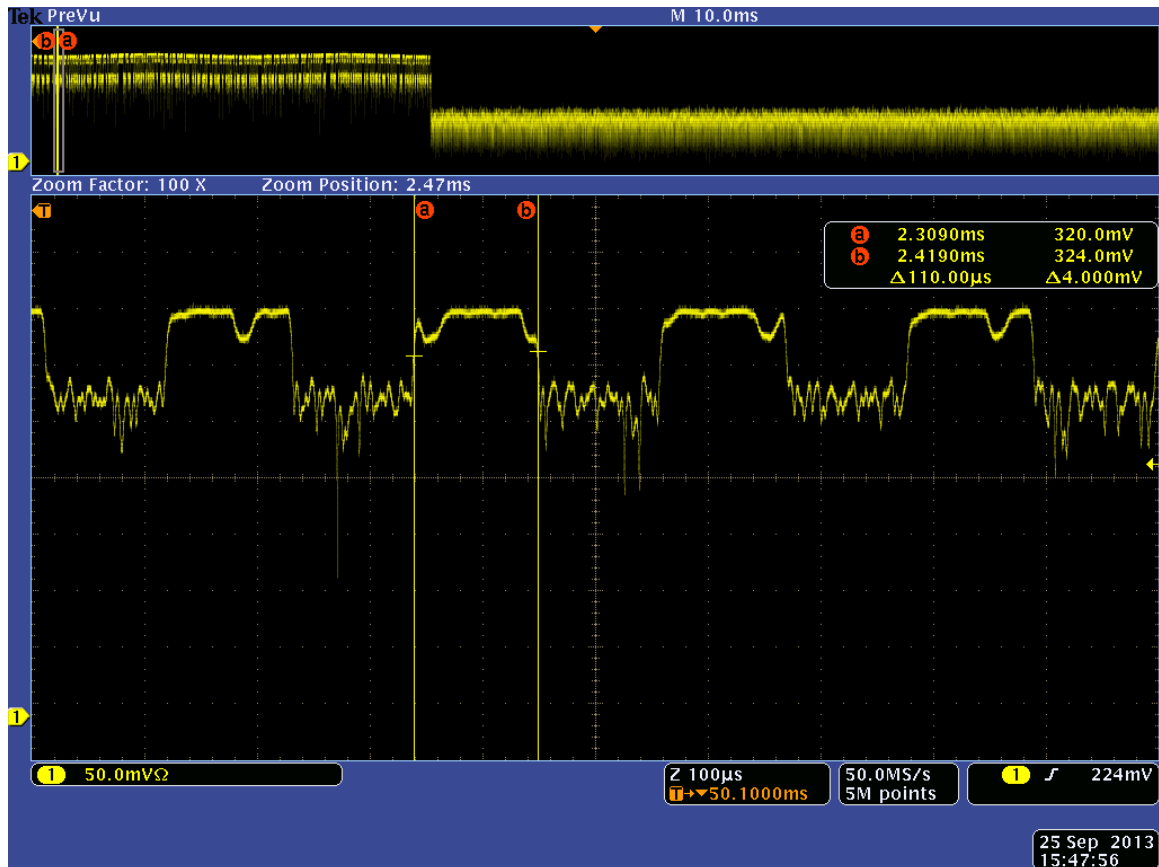 Tek PreVu M 10.0ms
b a
1
Zoom Factor: 100 X Zoom Position: 2.47ms
T a b
a 2.3090ms 320.0mV
b 2.4190ms 324.0mV
Δ110.00μs Δ4.000mV
1
1 50.0mVΩ Z 100μs 50.0MS/s 1 224mV
T 50.1000ms 5M points
25 Sep 2013
15:47:56